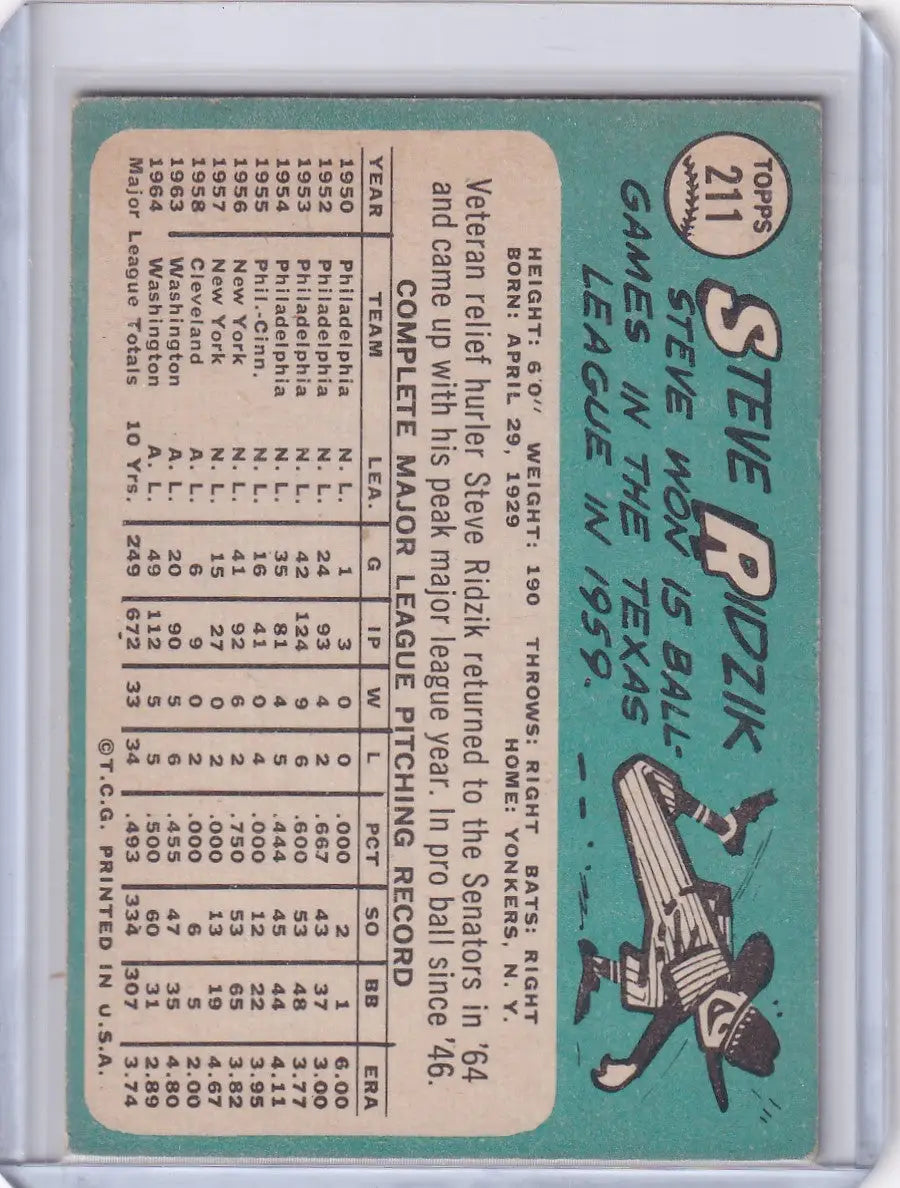 TOPPS
211
STEVE RIDZIK
STEVE WON 15 BALL-
GAMES IN THE TEXAS
LEAGUE IN 1959.
HEIGHT: 6'0" WEIGHT: 190 THROWS: RIGHT BATS: RIGHT
BORN: APRIL 29, 1929 HOME: YONKERS, N. Y.
Veteran relief hurler Steve Ridzik returned to the Senators in '64
and came up with his peak major league year. In pro ball since '46.
COMPLETE MAJOR LEAGUE PITCHING RECORD
YEAR TEAM LEA. G IP W L PCT SO BB ERA
1950 Philadelphia N. L. 1 3 0 0 .000 2 1 6.00
1952 Philadelphia N. L. 24 93 4 2 .667 43 37 3.00
1953 Philadelphia N. L. 42 124 9 6 .600 53 48 3.77
1954 Philadelphia N. L. 35 81 4 5 .444 45 44 4.11
1955 Phil.-Cinn. N. L. 16 41 0 4 .000 12 22 3.95
1956 New York N. L. 41 92 6 2 .750 53 65 3.82
1957 New York N. L. 15 27 0 2 .000 13 19 4.67
1958 Cleveland A. L. 6 9 0 2 .000 6 5 2.00
1963 Washington A. L. 20 90 5 6 .455 47 35 4.80
1964 Washington A. L. 49 112 5 5 .500 60 31 2.89
Major League Totals 10 Yrs. 249 672 33 34 .493 334 307 3.74
©T.C.G. PRINTED IN U.S.A.